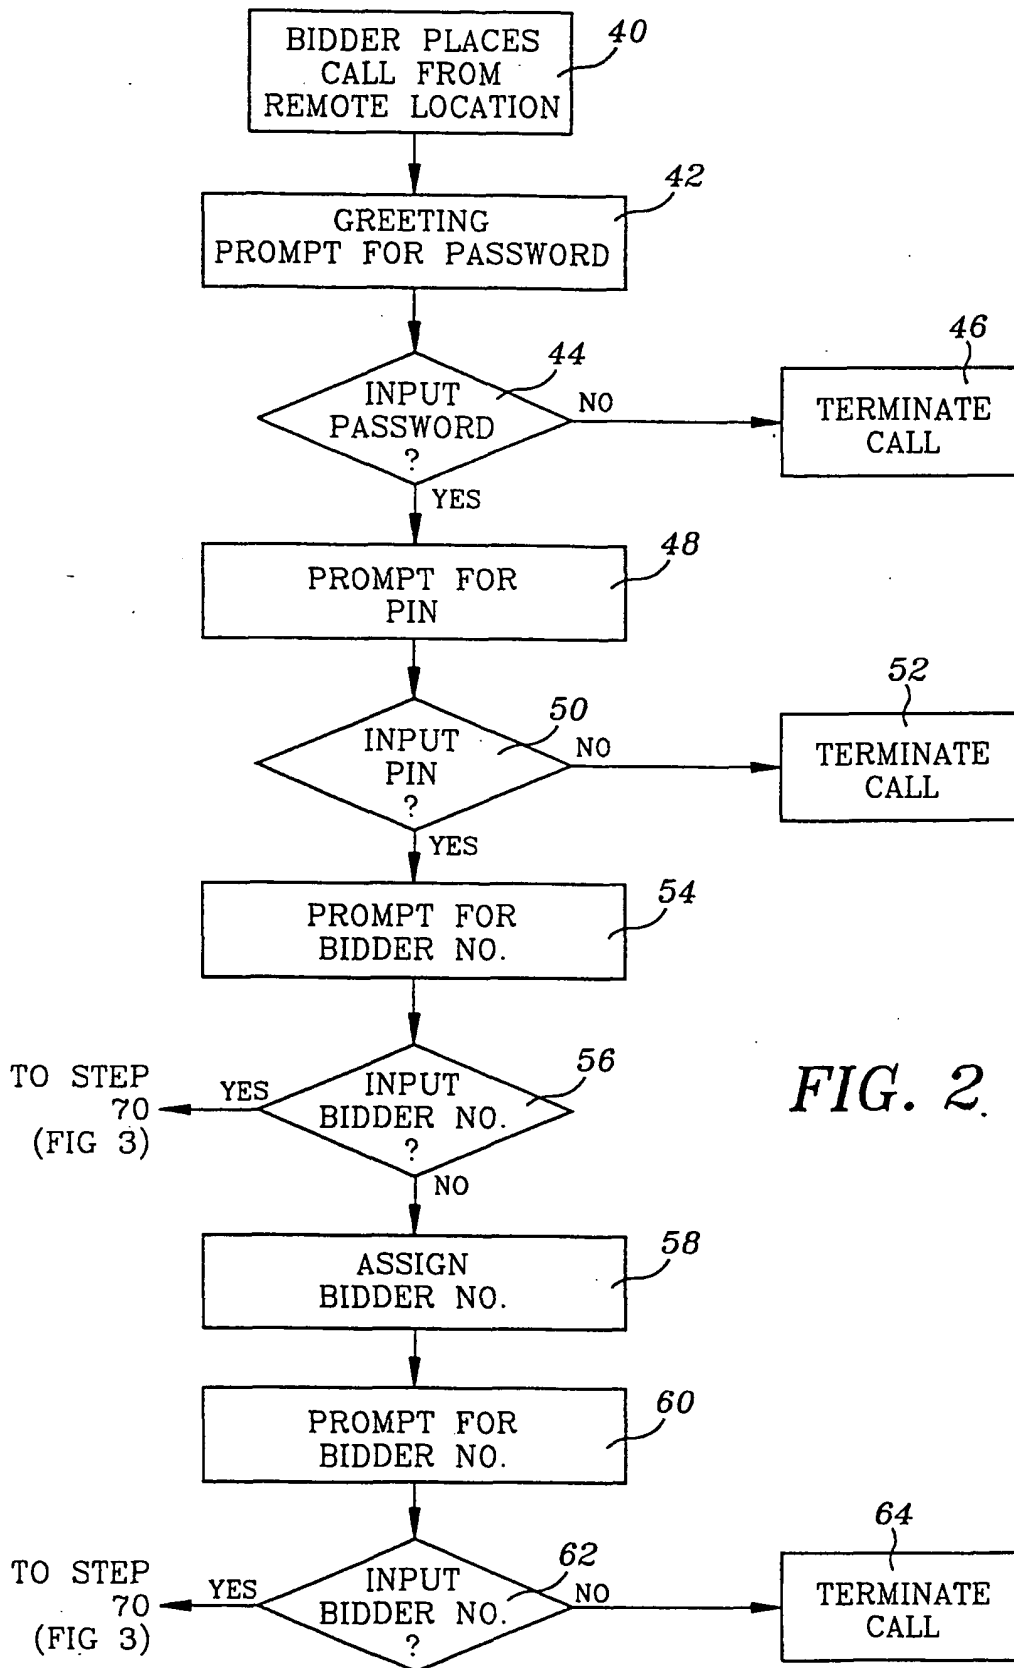 BIDDER PLACES
CALL FROM
REMOTE LOCATION
40
GREETING
PROMPT FOR PASSWORD
42
INPUT
PASSWORD
?
44
NO
YES
46
TERMINATE
CALL
PROMPT FOR
PIN
48
INPUT
PIN
?
50
NO
YES
52
TERMINATE
CALL
PROMPT FOR
BIDDER NO.
54
INPUT
BIDDER NO.
?
56
YES
TO STEP
70
(FIG 3)
NO
FIG. 2
ASSIGN
BIDDER NO.
58
PROMPT FOR
BIDDER NO.
60
INPUT
BIDDER NO.
?
62
YES
TO STEP
70
(FIG 3)
NO
64
TERMINATE
CALL